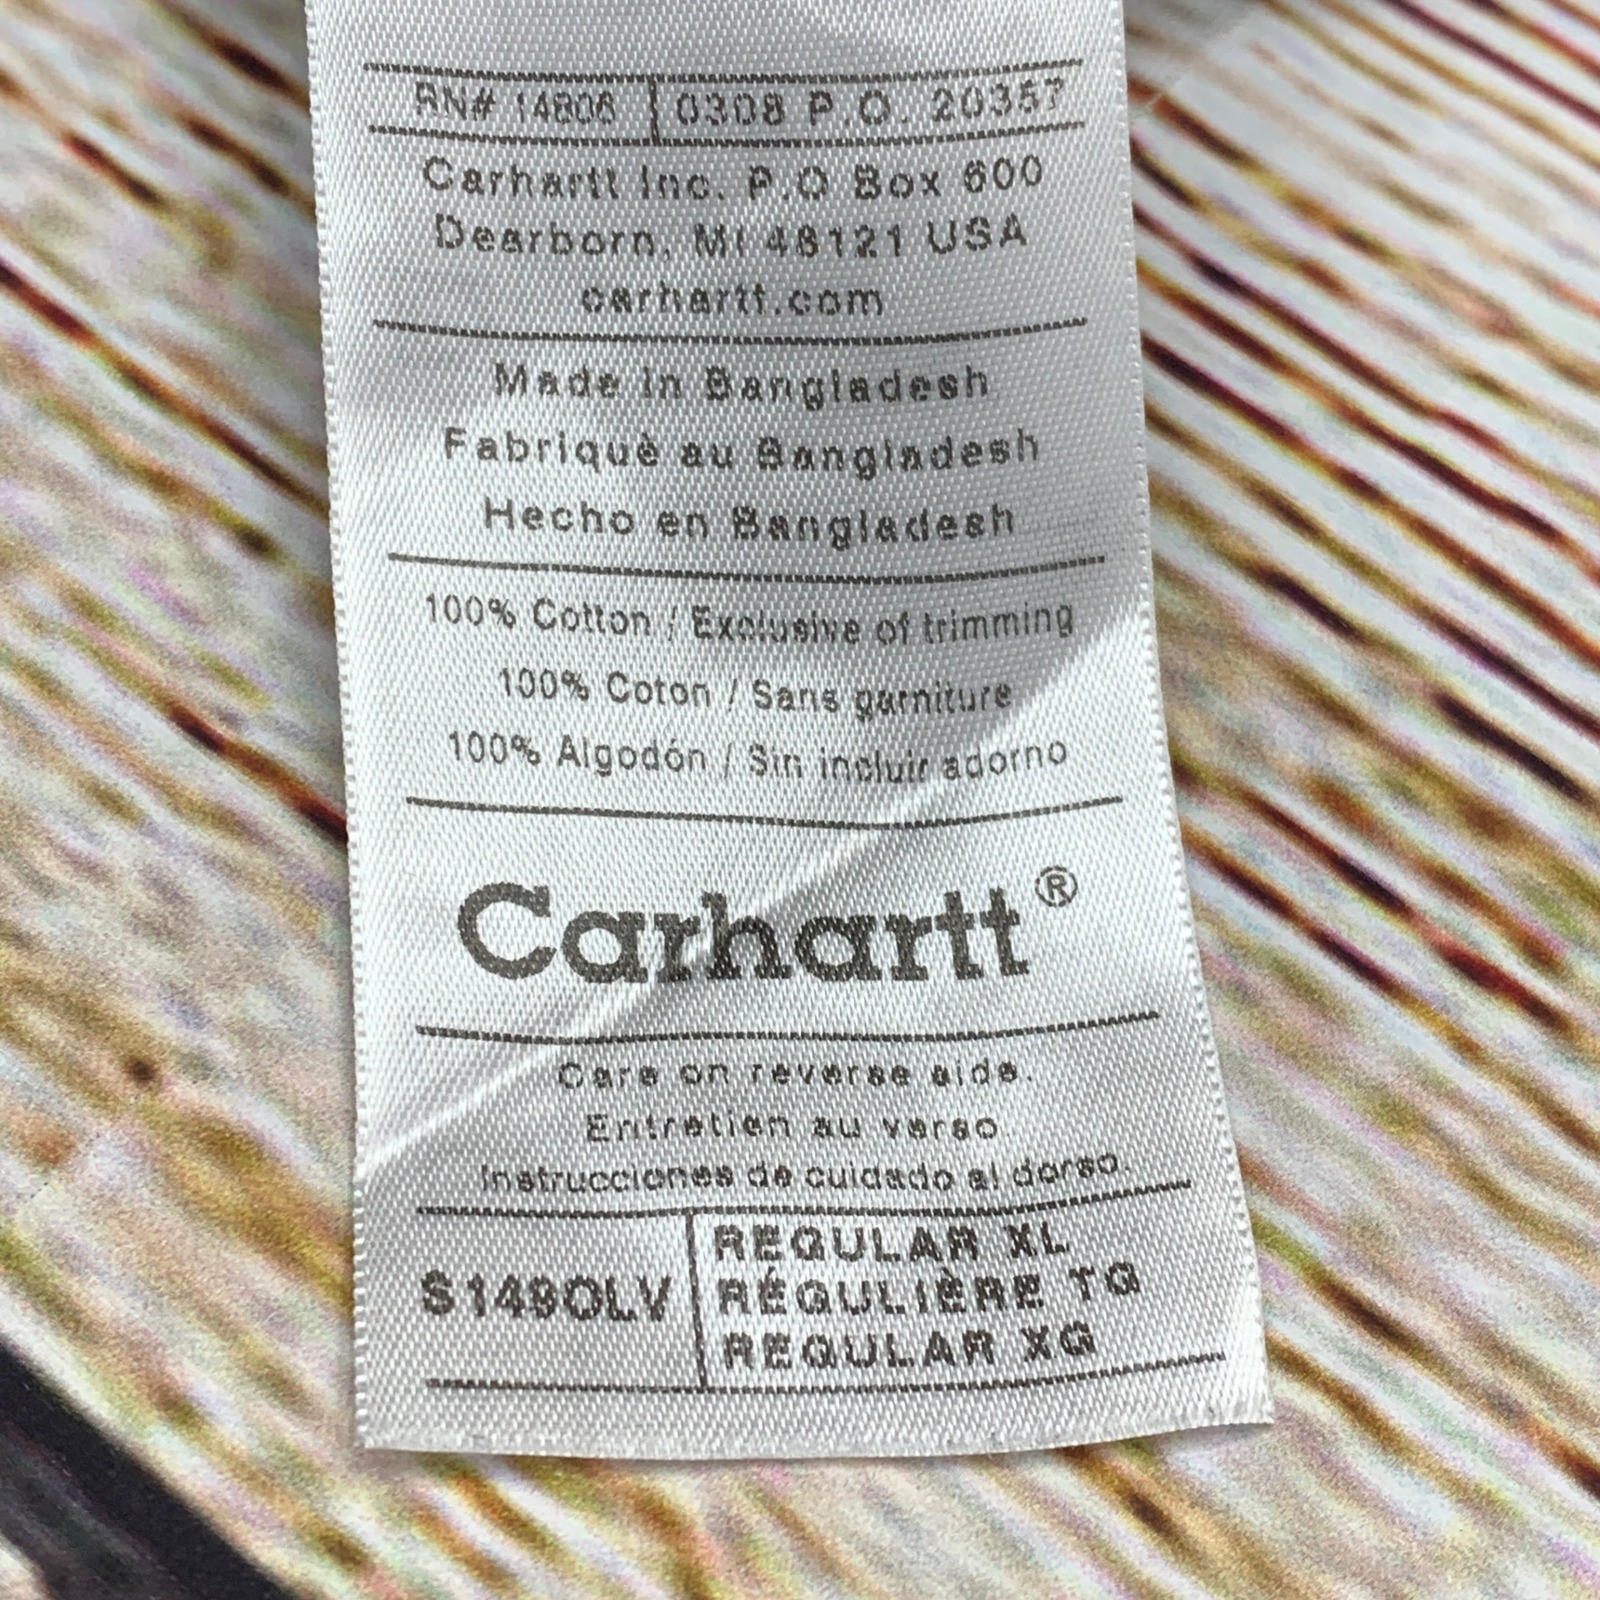 RN# 14806 0308 P.O. 20357
Carhartt Inc. P.O Box 600
Dearborn, MI 48121 USA
carhartt.com
Made in Bangladesh
Fabriquè au Bangladesh
Hecho en Bangladesh
100% Cotton / Exclusive of trimming
100% Coton / Sans garniture
100% Algodón / Sin incluir adorno
Carhartt®
Care on reverse side.
Entretien au verso
Instrucciones de cuidado al dorso.
S149OLV
REGULAR XL
RÉGULIÈRE TG
REGULAR XG